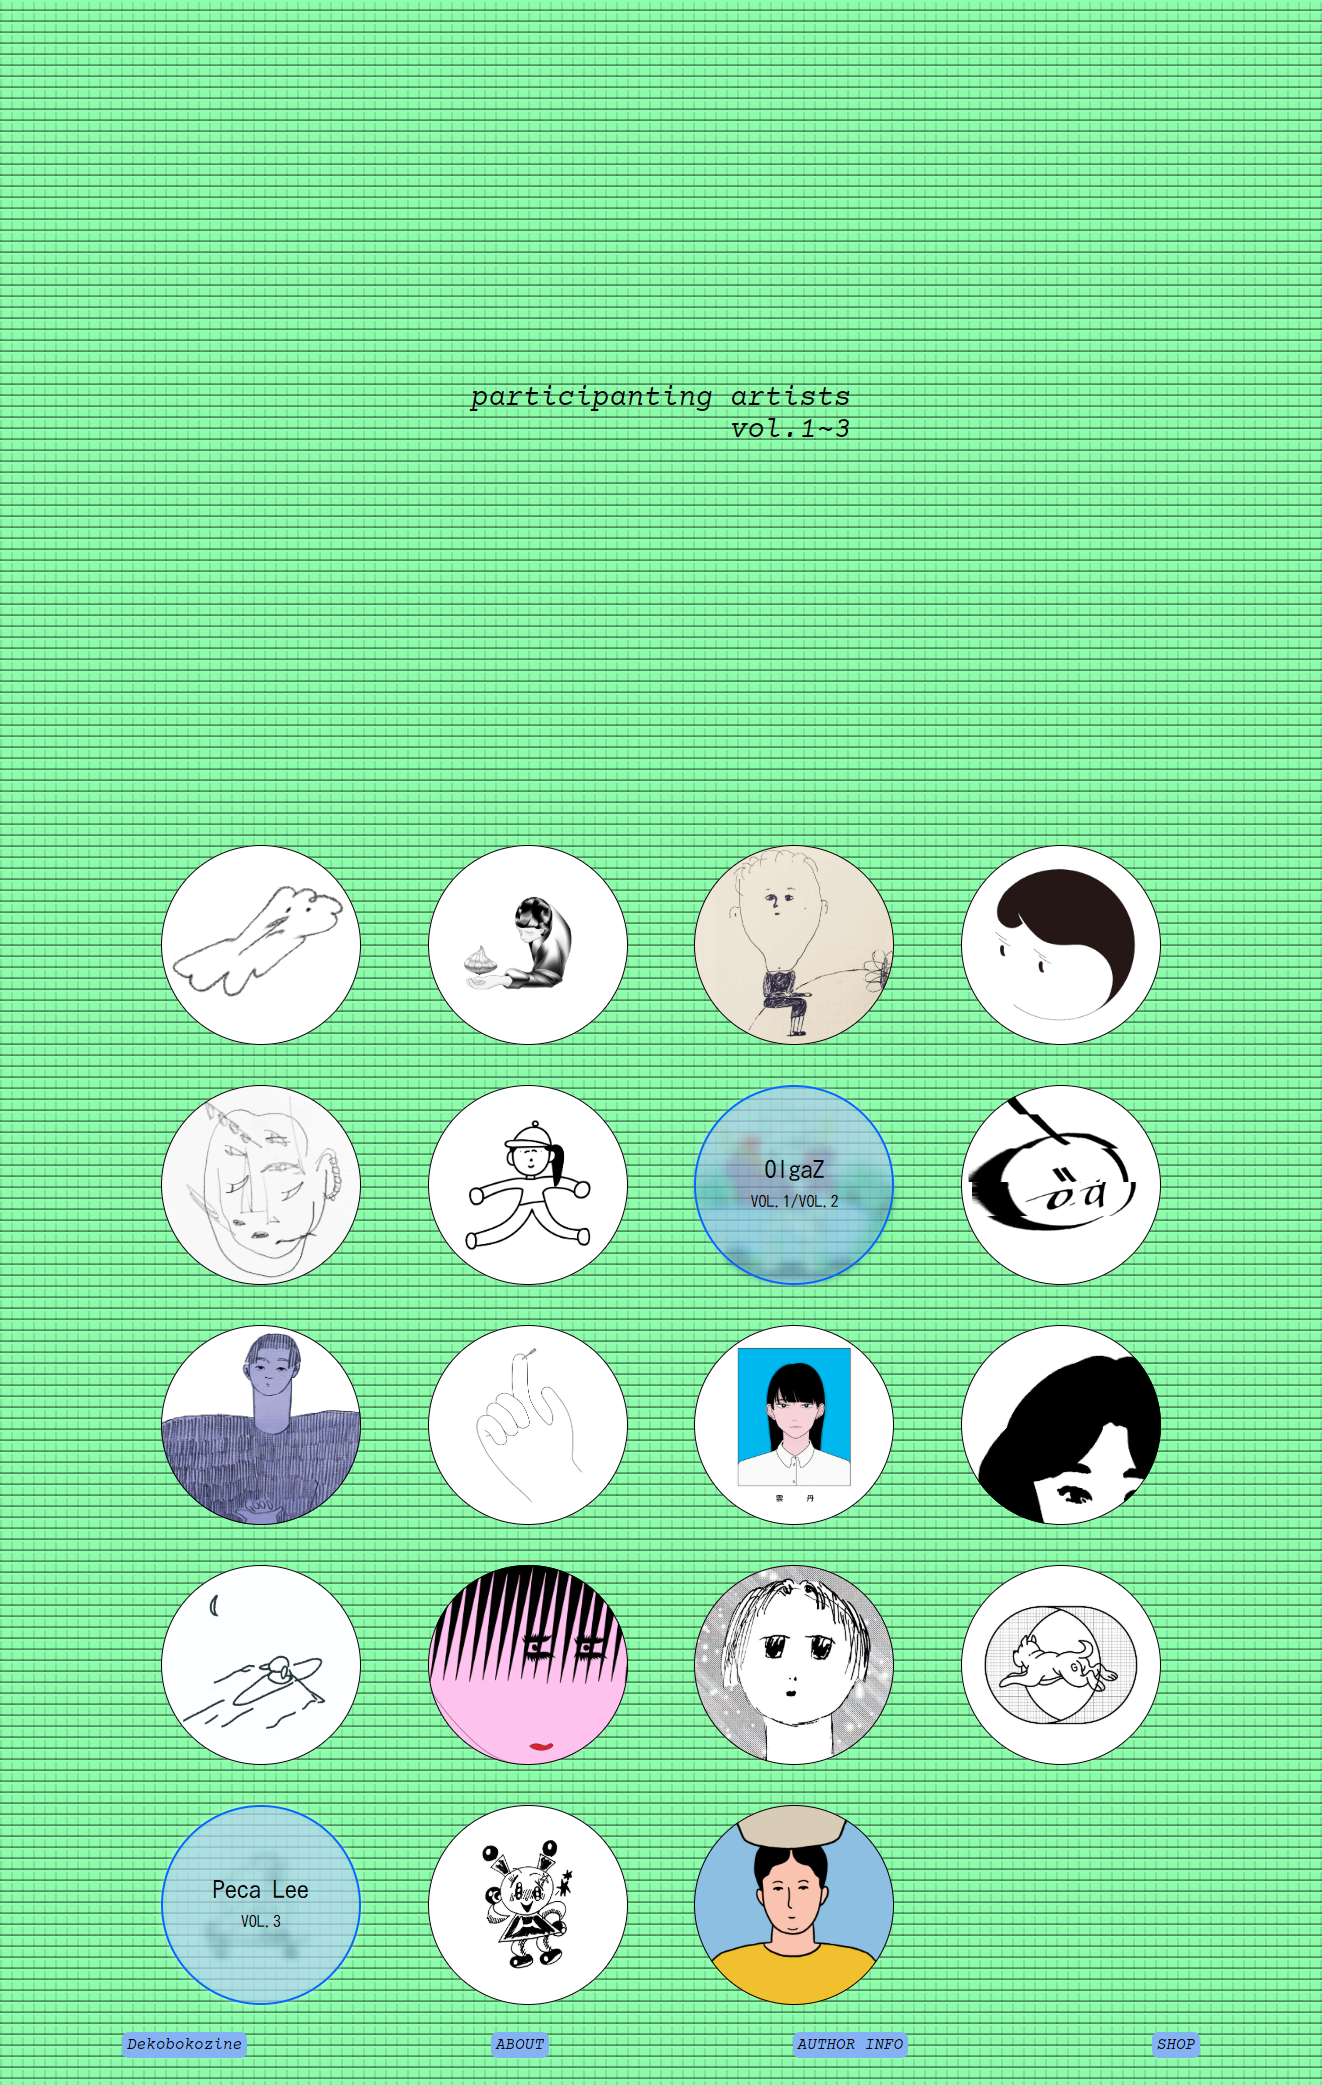 participanting artists
vol.1~3
OlgaZ
VOL.1/VOL.2
雲 丹
Peca Lee
VOL.3
Dekobokozine
ABOUT
AUTHOR INFO
SHOP